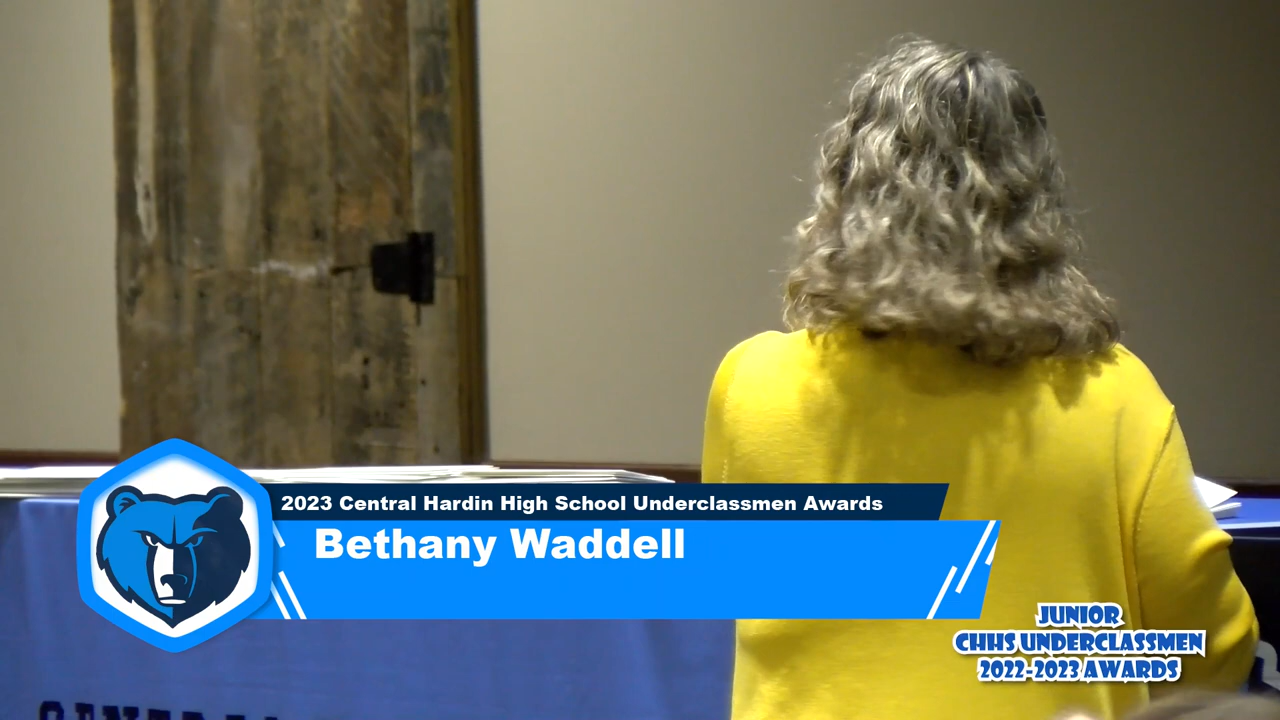 2023 Central Hardin High School Underclassmen Awards
Bethany Waddell
JUNIOR
CHHS UNDERCLASSMEN
2022-2023 AWARDS